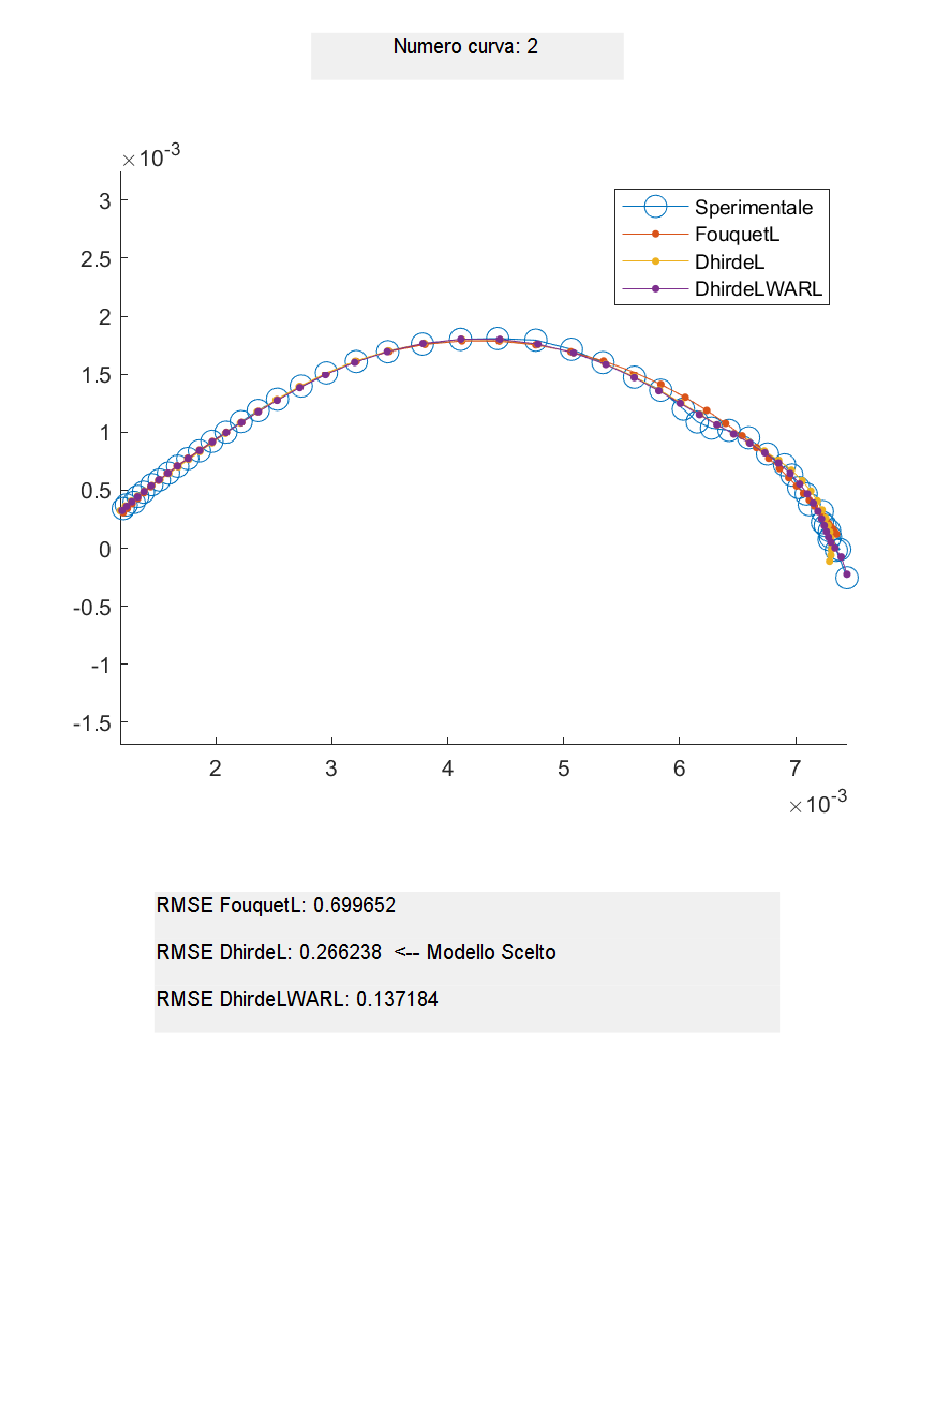 Numero curva: 2
×10-3
3
2.5
2
1.5
1
0.5
0
-0.5
-1
-1.5
Sperimentale
FouquetL
DhirdeL
DhirdeLWARL
2 3 4 5 6 7
×10-3
RMSE FouquetL: 0.699652
RMSE DhirdeL: 0.266238 <-- Modello Scelto
RMSE DhirdeLWARL: 0.137184